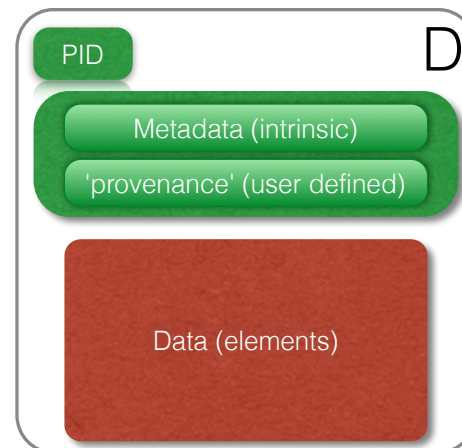 PID
D
Metadata (intrinsic)
'provenance' (user defined)
Data (elements)